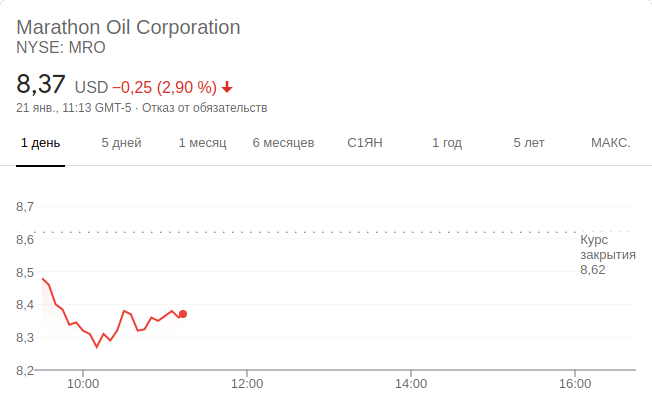 Marathon Oil Corporation
NYSE: MRO
8,37 USD −0,25 (2,90 %)
21 янв., 11:13 GMT-5 · Отказ от обязательств
1 день 5 дней 1 месяц 6 месяцев С1ЯН 1 год 5 лет МАКС.
8,7
8,6
8,5
8,4
8,3
8,2
Курс
закрытия
8,62
10:00 12:00 14:00 16:00